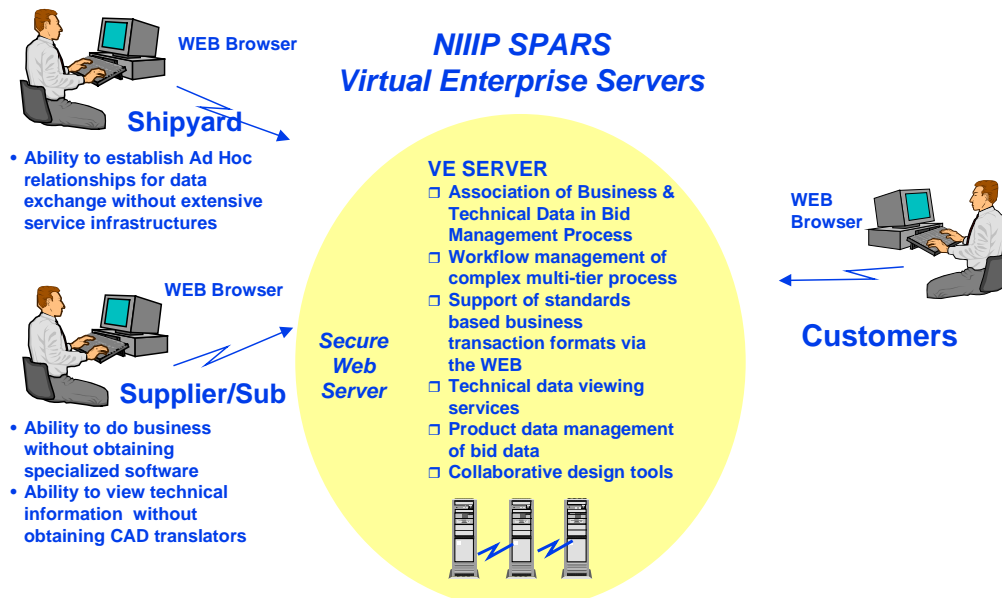 NIIIP SPARS
Virtual Enterprise Servers
WEB Browser
Shipyard
• Ability to establish Ad Hoc
relationships for data
exchange without extensive
service infrastructures
WEB Browser
Supplier/Sub
• Ability to do business
without obtaining
specialized software
• Ability to view technical
information without
obtaining CAD translators
Secure
Web
Server
VE SERVER
❒ Association of Business &
Technical Data in Bid
Management Process
❒ Workflow management of
complex multi-tier process
❒ Support of standards
based business
transaction formats via
the WEB
❒ Technical data viewing
services
❒ Product data management
of bid data
❒ Collaborative design tools
WEB
Browser
Customers